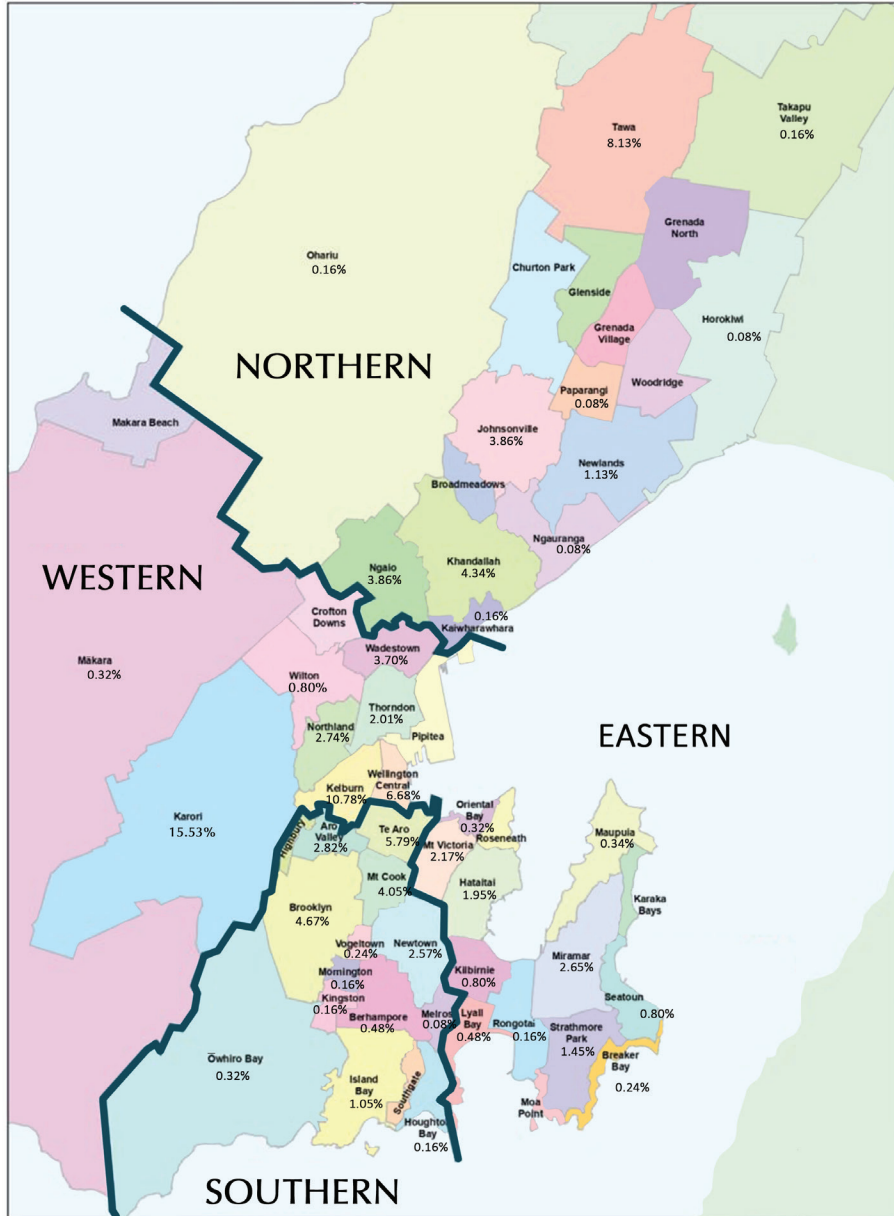 Takapu
Valley
0.16%
Tawa
8.13%
Grenada
North
Ohariu
0.16%
Churton Park
Glenside
Horokiwi
0.08%
Grenada
Village
NORTHERN
Woodridge
Paparangi
0.08%
Makara Beach
Johnsonville
3.86%
Newlands
1.13%
Broadmeadows
Ngauranga
0.08%
Khandallah
4.34%
Ngaio
3.86%
WESTERN
Crofton
Downs
0.16%
Kaiwharawhara
Wadestown
3.70%
Mākara
0.32%
Wilton
0.80%
Thorndon
2.01%
Northland
2.74%
Pipitea
EASTERN
Wellington
Central
6.68%
Kelburn
10.78%
Karori
15.53%
Oriental
Bay
0.32%
Roseneath
Maupuia
0.34%
Highbury
Aro
Valley
2.82%
Te Aro
5.79%
Mt Victoria
2.17%
Mt Cook
4.05%
Hataitai
1.95%
Karaka
Bays
Brooklyn
4.67%
Vogeltown
0.24%
Newtown
2.57%
Miramar
2.65%
Mornington
0.16%
Kilbirnie
0.80%
Kingston
0.16%
Berhampore
0.48%
Melros
0.08%
Lyall
Bay
0.48%
Rongotai
0.16%
Seatoun
0.80%
Strathmore
Park
1.45%
Breaker
Bay
0.24%
Ōwhiro Bay
0.32%
Island
Bay
1.05%
Southgate
Moa
Point
Houghto
Bay
0.16%
SOUTHERN